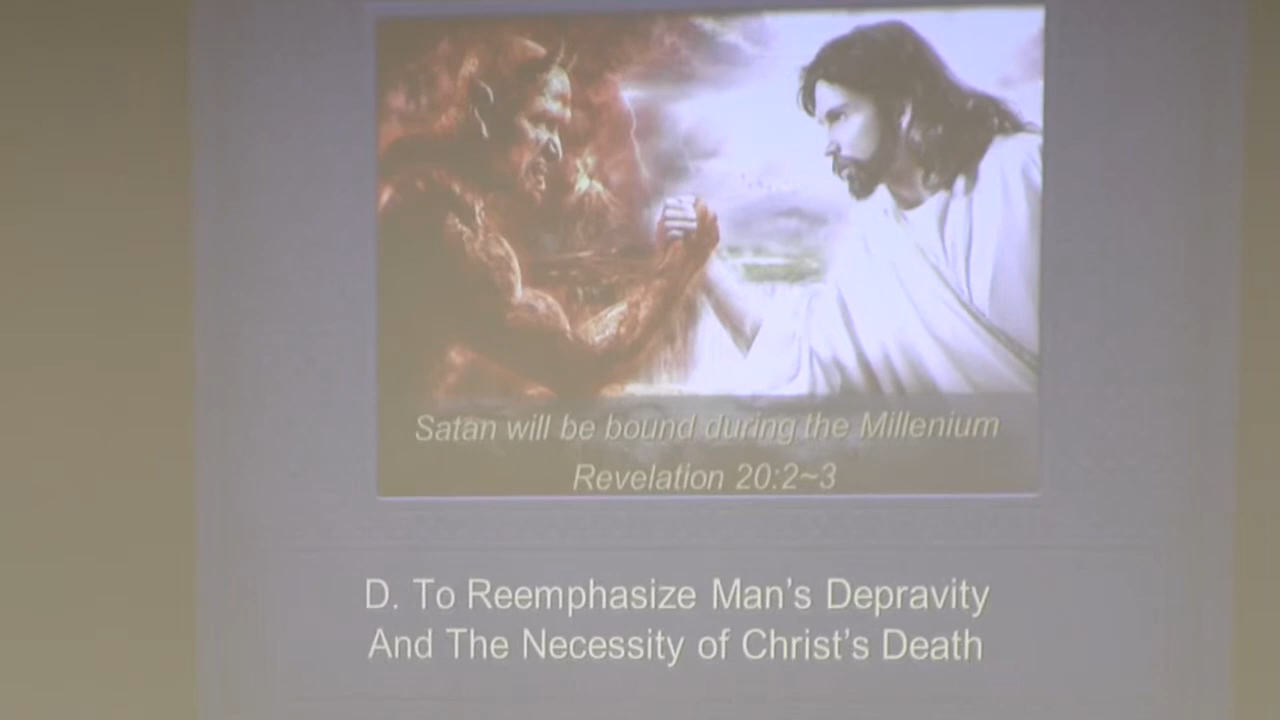 Satan will be bound during the Millenium
Revelation 20:2~3
D. To Reemphasize Man's Depravity
And The Necessity of Christ's Death